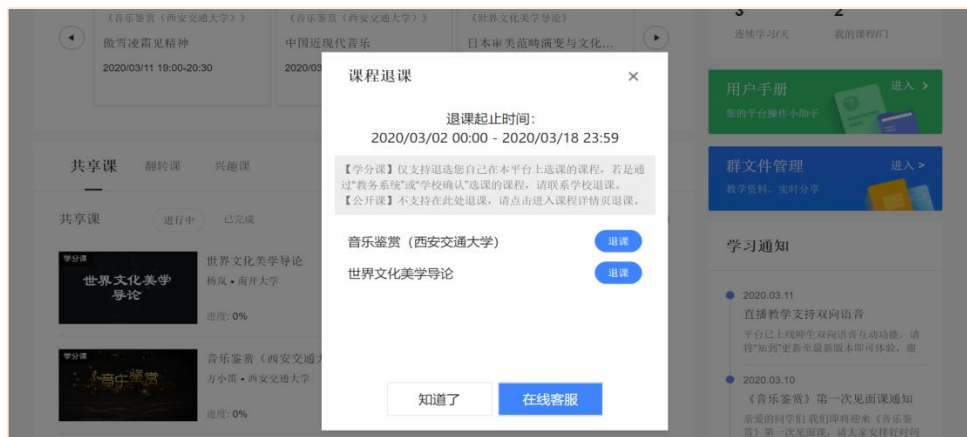 《音乐鉴赏（西安交通大学）》
傲雪凌霜见精神
2020/03/11 19:00-20:30
《音乐鉴赏（西安交通大学）》
中国近现代音乐
2020/03
《世界文化美学导论》
日本审美范畴演变与文化...
3
连续学习/天
2
我的课程/门
用户手册
进入 >
您的平台操作小助手
群文件管理
进入 >
教学资料，实时分享
共享课
翻转课
兴趣课
共享课
进行中
已完成
学分课
世界文化美学
导论
世界文化美学导论
杨岚 • 南开大学
进度: 0%
学分课
音乐鉴赏
音乐鉴赏（西安交通大
方小笛 • 西安交通大学
进度: 0%
课程退课
×
退课起止时间：
2020/03/02 00:00 - 2020/03/18 23:59
【学分课】仅支持退选您自己在本平台上选课的课程，若是通
过“教务系统”或“学校确认”选课的课程，请联系学校退课。
【公开课】不支持在此处退课，请点击进入课程详情页退课。
音乐鉴赏（西安交通大学）
退课
世界文化美学导论
退课
知道了
在线客服
学习通知
2020.03.11
直播教学支持双向语音
平台已上线师生双向语音互动功能，请
将“知到”更新至最新版本即可体验。谢
2020.03.10
《音乐鉴赏》第一次见面课通知
亲爱的同学们 我们即将迎来《音乐鉴
赏》第一次见面课，请大家安排好时间